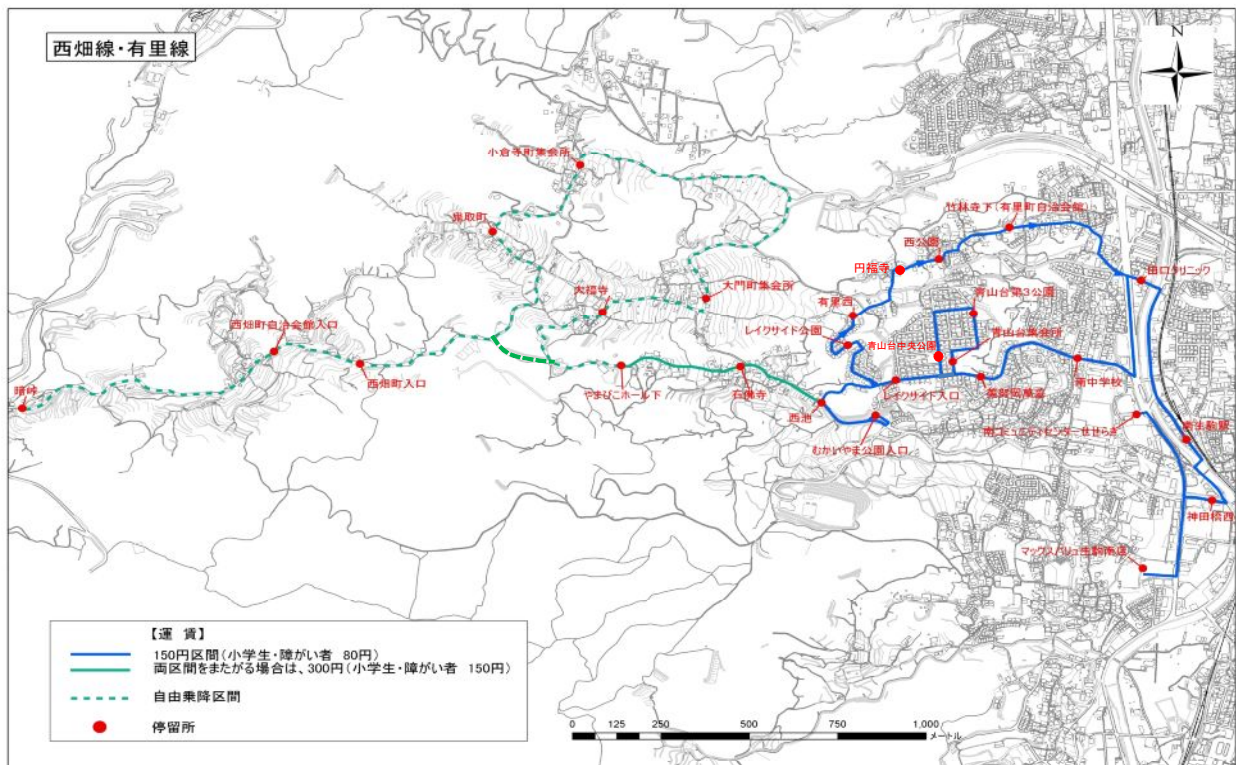 西畑線・有里線
N
小倉寺町集会所
鬼取町
竹林寺下(有里町自治会館)
西公園
円福寺
田口クリニック
大福寺
大門町集会所
青山台第3公園
有里西
西畑町自治会館入口
レイクサイド公園
青山台集会所
青山台中央公園
西畑町入口
やまびこホール下
石佛寺
南中学校
暗峠
レイクサイド入口
西池
南コミュニティセンターせせらぎ
むかいやま公園入口
南生駒駅
神田橋西
マックスバリュ生駒南店
【運 賃】
150円区間(小学生・障がい者 80円)
両区間をまたがる場合は、300円(小学生・障がい者 150円)
自由乗降区間
停留所
0 125 250 500 750 1,000
メートル